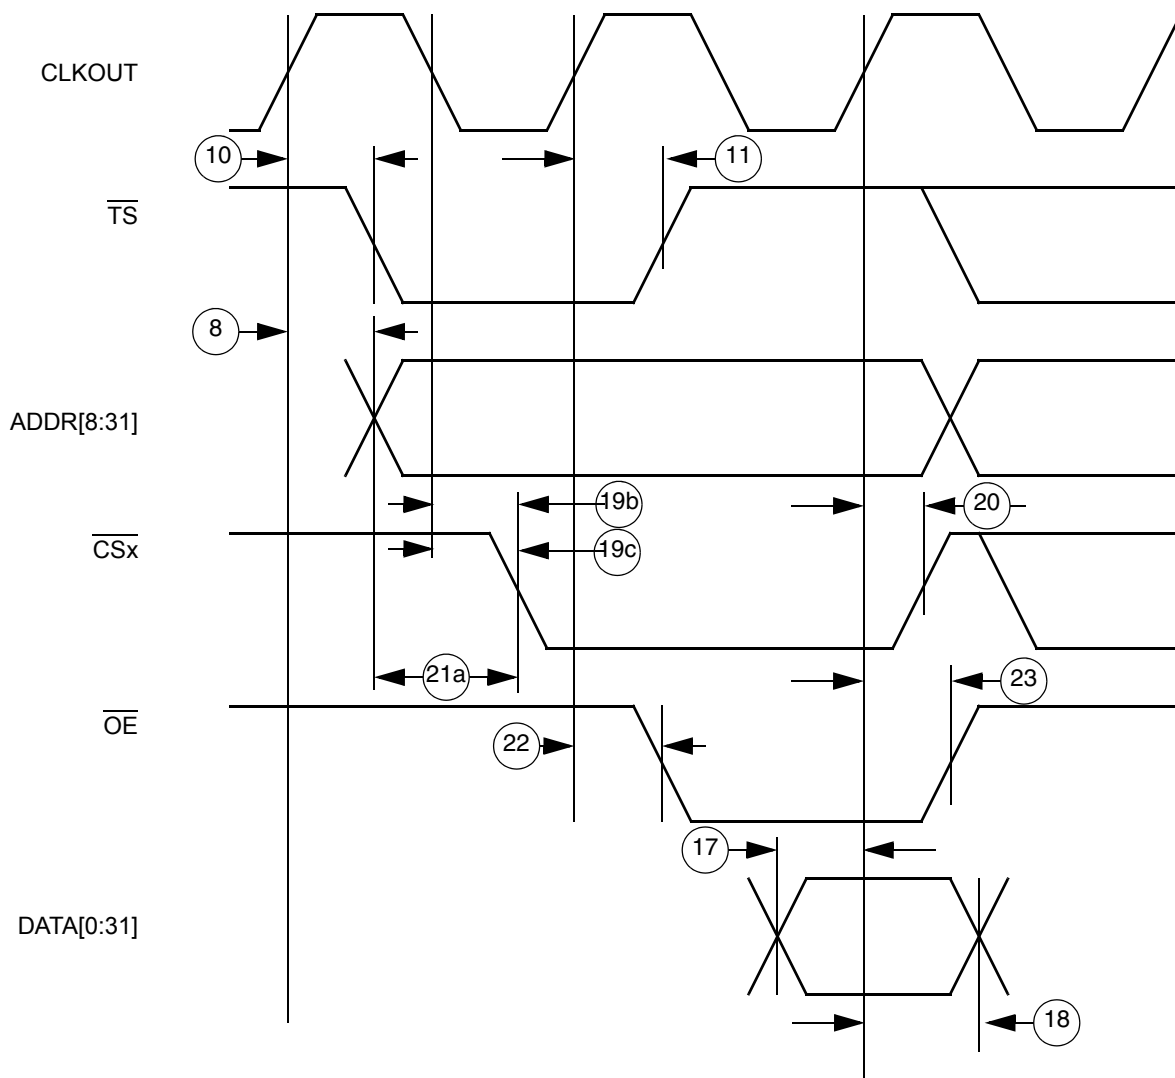 CLKOUT
10
11
TS
8
ADDR[8:31]
19b
20
CSx
19c
21a
23
OE
22
17
DATA[0:31]
18